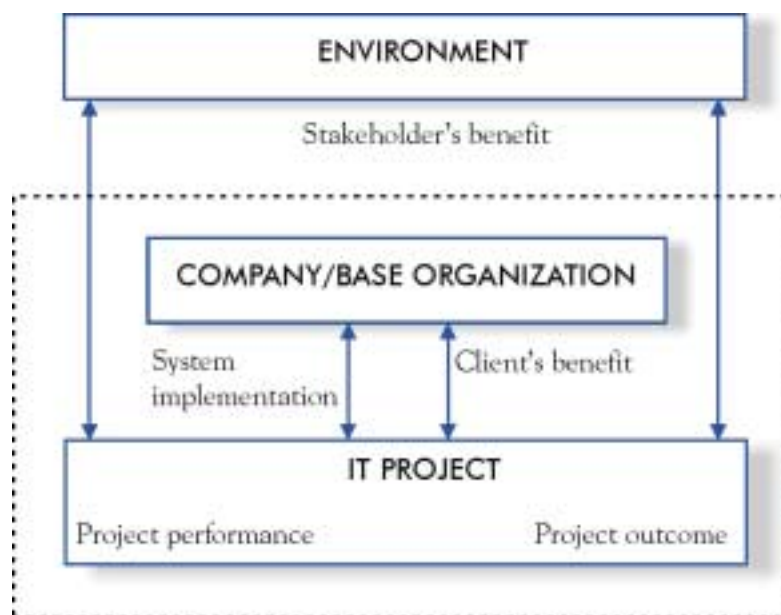 ENVIRONMENT
Stakeholder's benefit
COMPANY/BASE ORGANIZATION
System
implementation
Client's benefit
IT PROJECT
Project performance
Project outcome